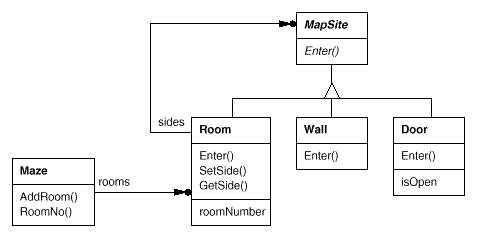 MapSite
Enter()
sides
Room
Enter()
SetSide()
GetSide()
roomNumber
Wall
Enter()
Door
Enter()
isOpen
Maze
AddRoom()
RoomNo()
rooms